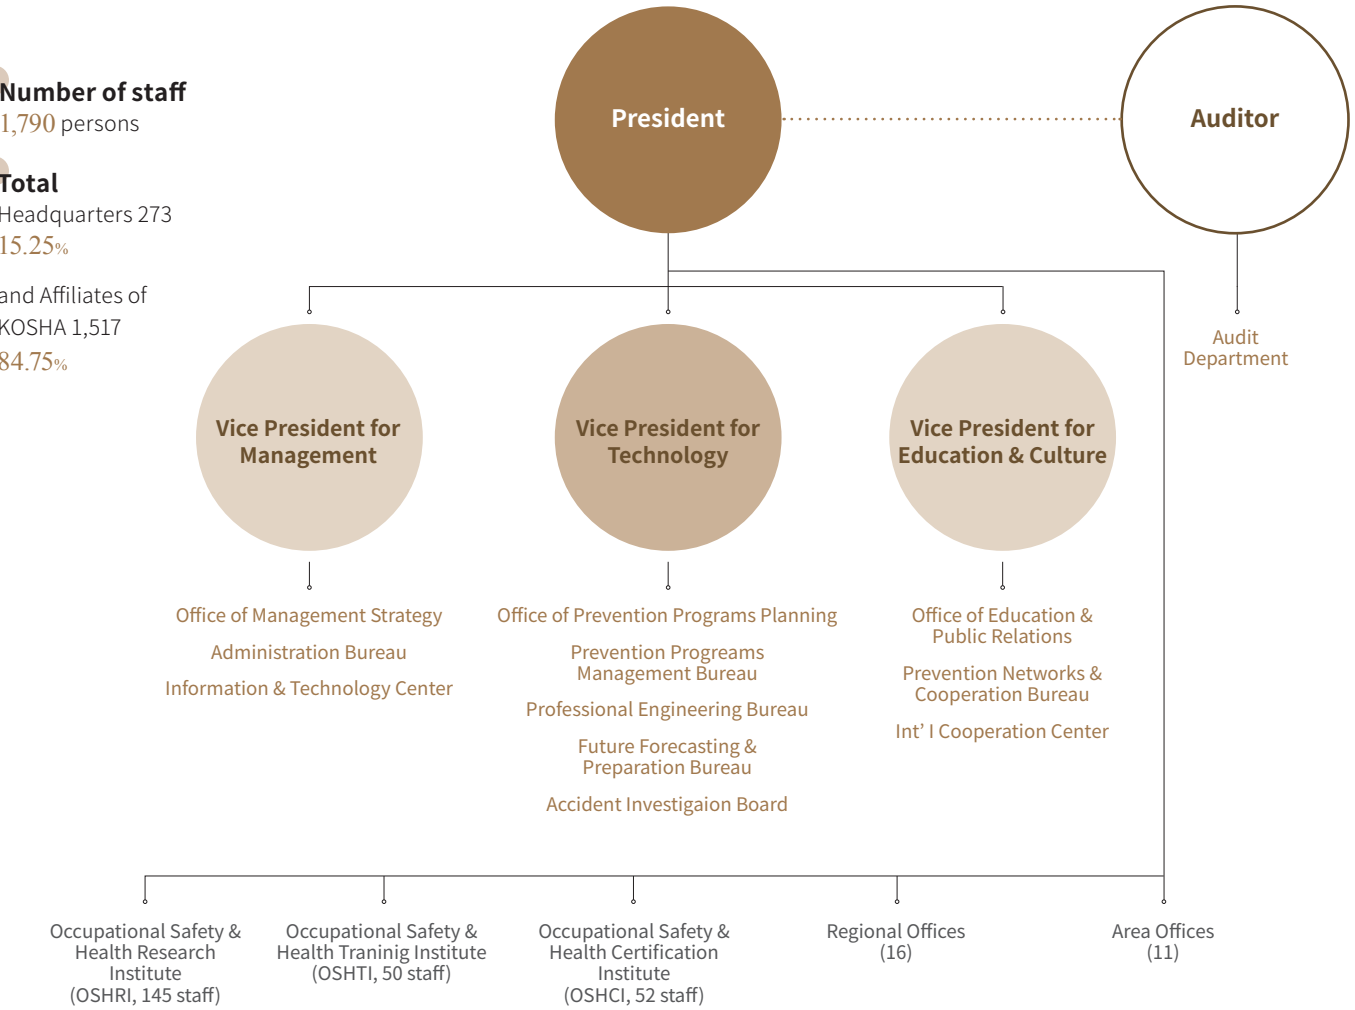 Number of staff
1,790 persons
Total
Headquarters 273
15.25%
and Affiliates of
KOSHA 1,517
84.75%
President
Auditor
Audit
Department
Vice President for
Management
Vice President for
Technology
Vice President for
Education & Culture
Office of Management Strategy
Administration Bureau
Information & Technology Center
Office of Prevention Programs Planning
Prevention Progreams
Management Bureau
Professional Engineering Bureau
Future Forecasting &
Preparation Bureau
Accident Investigaion Board
Office of Education &
Public Relations
Prevention Networks &
Cooperation Bureau
Int’ I Cooperation Center
Occupational Safety &
Health Research
Institute
(OSHRI, 145 staff)
Occupational Safety &
Health Traninig Institute
(OSHTI, 50 staff)
Occupational Safety &
Health Certification
Institute
(OSHCI, 52 staff)
Regional Offices
(16)
Area Offices
(11)